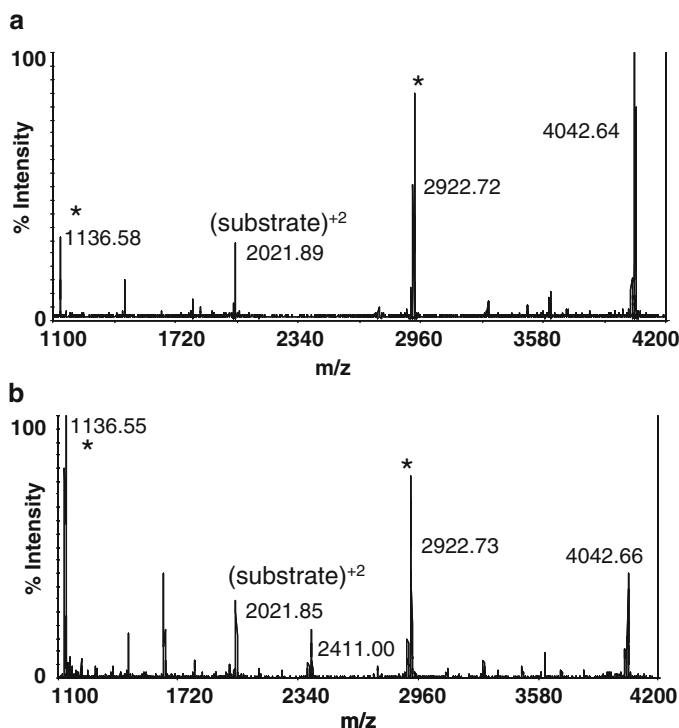 a
100
% Intensity
0
*
1136.58
(substrate)+2
2021.89
*
2922.72
4042.64
1100 1720 2340 2960 3580 4200
m/z
b
100
% Intensity
0
1136.55
*
(substrate)+2
2021.85
2411.00
*
2922.73
4042.66
1100 1720 2340 2960 3580 4200
m/z